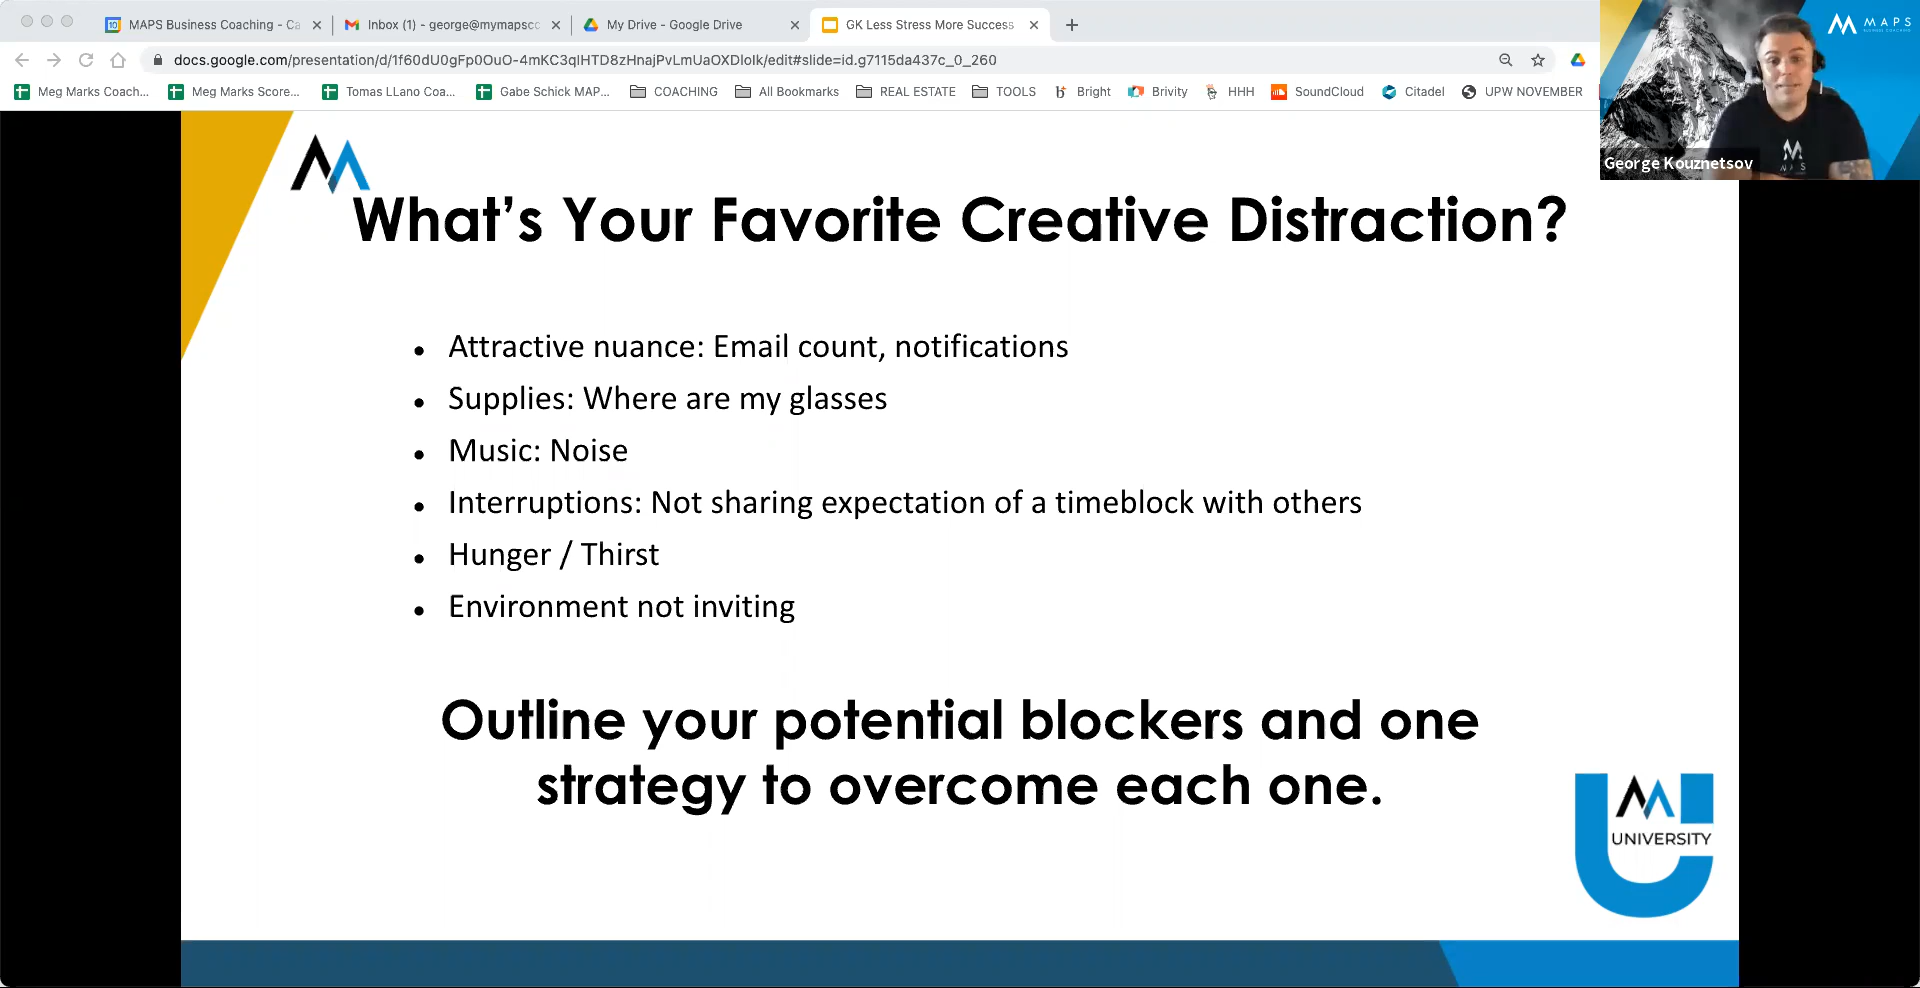 MAPS Business Coaching - Ca
Inbox (1) - george@mymapscc
My Drive - Google Drive
GK Less Stress More Success
docs.google.com/presentation/d/1f60dU0gFp0OuO-4mKC3qIHTD8zHnajPvLmUaOXDIoIk/edit#slide=id.g7115da437c_0_260
Meg Marks Coach...
Meg Marks Score...
Tomas LLano Coa...
Gabe Schick MAP...
COACHING
All Bookmarks
REAL ESTATE
TOOLS
Bright
Brivity
HHH
SoundCloud
Citadel
UPW NOVEMBER
MAPS
MAPS
George Kouznetsov
What's Your Favorite Creative Distraction?
• Attractive nuance: Email count, notifications
• Supplies: Where are my glasses
• Music: Noise
• Interruptions: Not sharing expectation of a timeblock with others
• Hunger / Thirst
• Environment not inviting
Outline your potential blockers and one
strategy to overcome each one.
UNIVERSITY